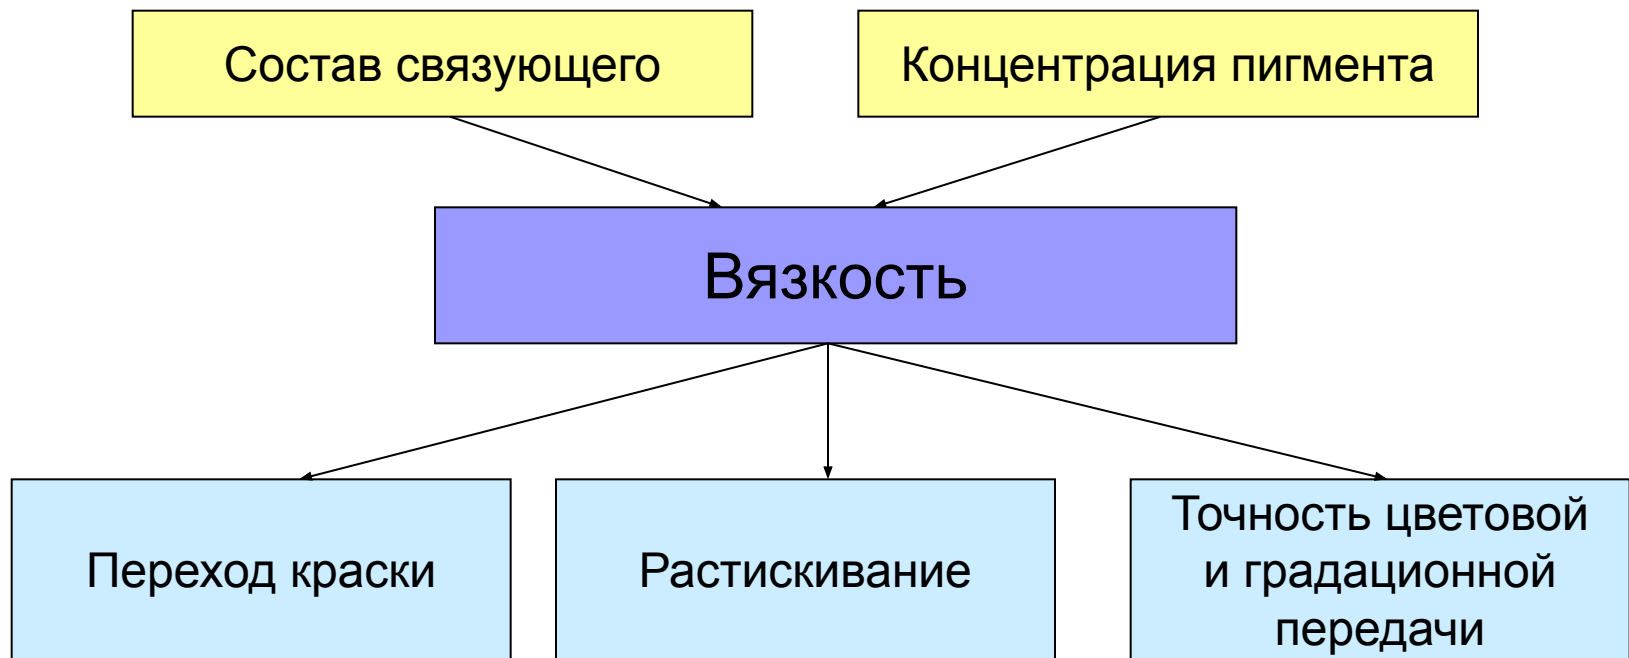 Состав связующего
Концентрация пигмента
Вязкость
Переход краски
Растискивание
Точность цветовой
и градационной
передачи